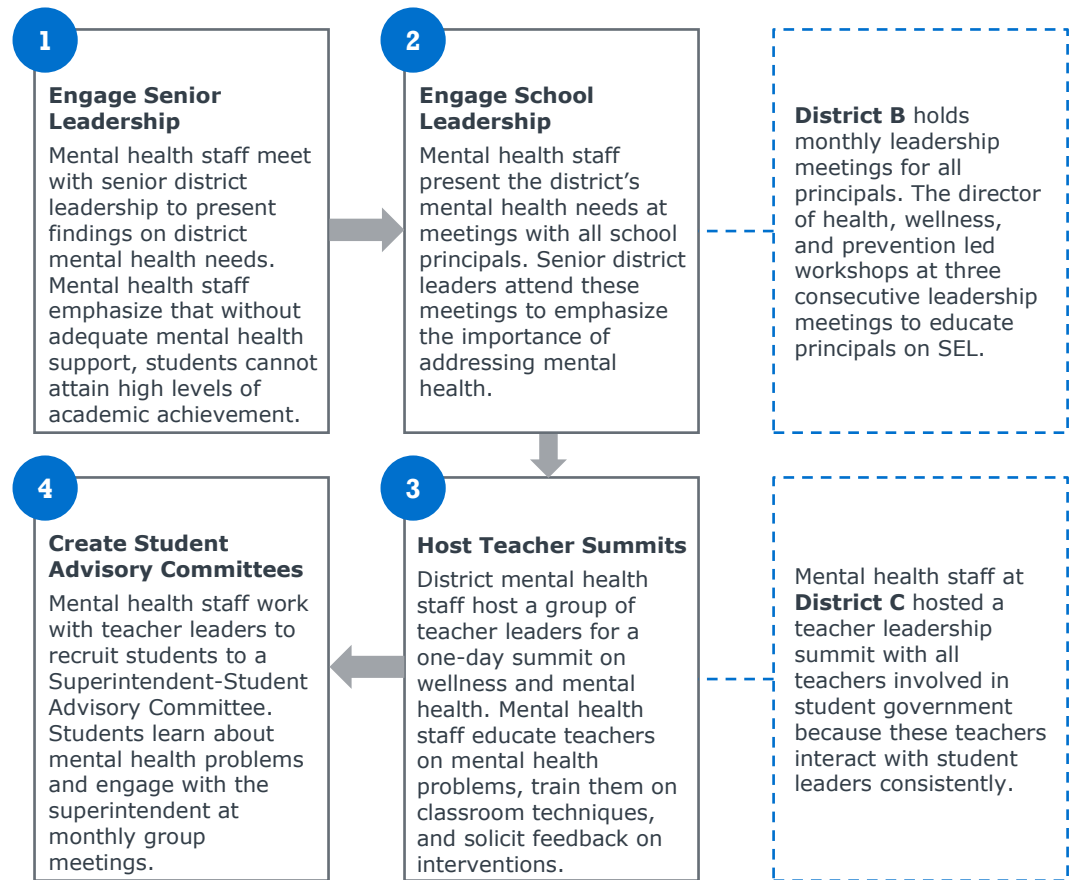 1
Engage Senior
Leadership
Mental health staff meet
with senior district
leadership to present
findings on district
mental health needs.
Mental health staff
emphasize that without
adequate mental health
support, students cannot
attain high levels of
academic achievement.
2
Engage School
Leadership
Mental health staff
present the district’s
mental health needs at
meetings with all school
principals. Senior district
leaders attend these
meetings to emphasize
the importance of
addressing mental
health.
District B holds
monthly leadership
meetings for all
principals. The director
of health, wellness,
and prevention led
workshops at three
consecutive leadership
meetings to educate
principals on SEL.
3
Host Teacher Summits
District mental health
staff host a group of
teacher leaders for a
one-day summit on
wellness and mental
health. Mental health
staff educate teachers
on mental health
problems, train them on
classroom techniques,
and solicit feedback on
interventions.
Mental health staff at
District C hosted a
teacher leadership
summit with all
teachers involved in
student government
because these teachers
interact with student
leaders consistently.
4
Create Student
Advisory Committees
Mental health staff work
with teacher leaders to
recruit students to a
Superintendent-Student
Advisory Committee.
Students learn about
mental health problems
and engage with the
superintendent at
monthly group
meetings.